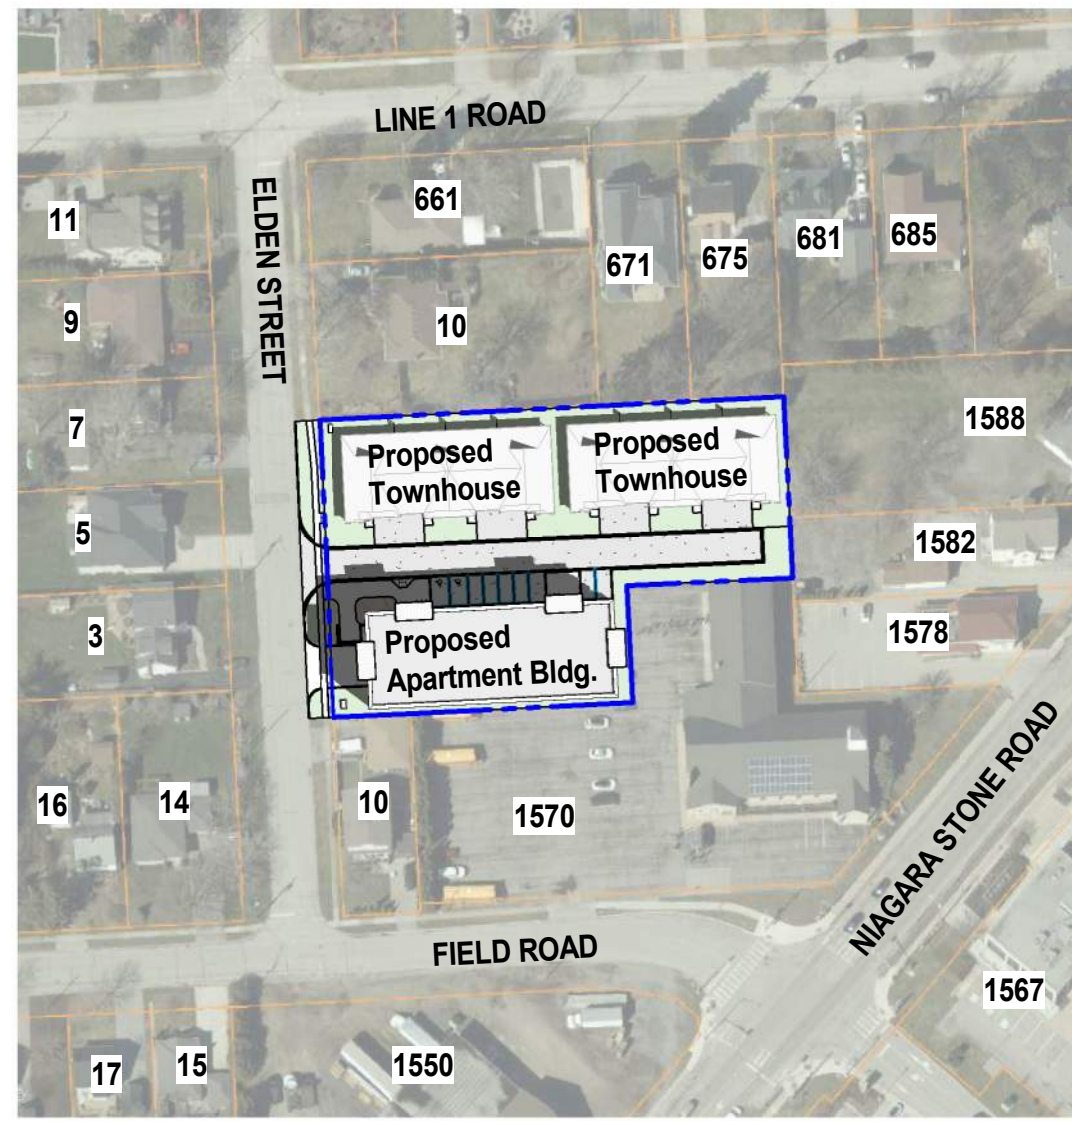 LINE 1 ROAD
ELDEN STREET
661
11
671
675
681
685
9
10
7
1588
Proposed
Townhouse
Proposed
Townhouse
5
1582
3
1578
Proposed
Apartment Bldg.
16
14
10
1570
NIAGARA STONE ROAD
FIELD ROAD
1567
17
15
1550